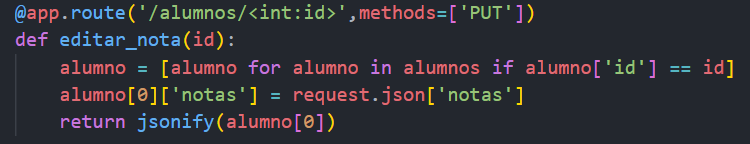 @app.route('/alumnos/<int:id>',methods=['PUT'])
def editar_nota(id):
    alumno = [alumno for alumno in alumnos if alumno['id'] == id]
    alumno[0]['notas'] = request.json['notas']
    return jsonify(alumno[0])